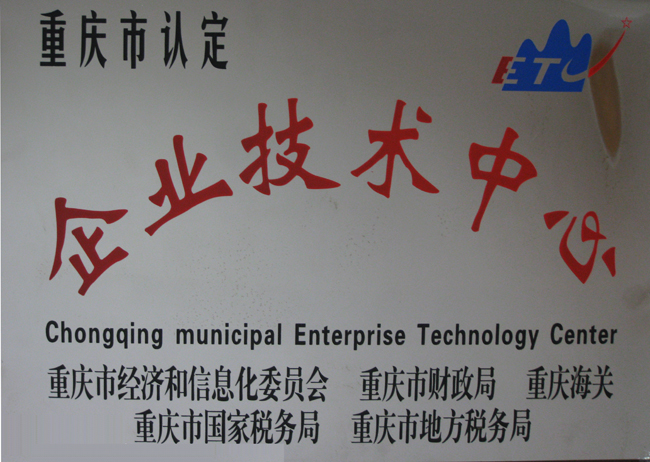 重庆市认定
ETC
企业技术中心
Chongqing municipal Enterprise Technology Center
重庆市经济和信息化委员会 重庆市财政局 重庆海关
重庆市国家税务局 重庆市地方税务局